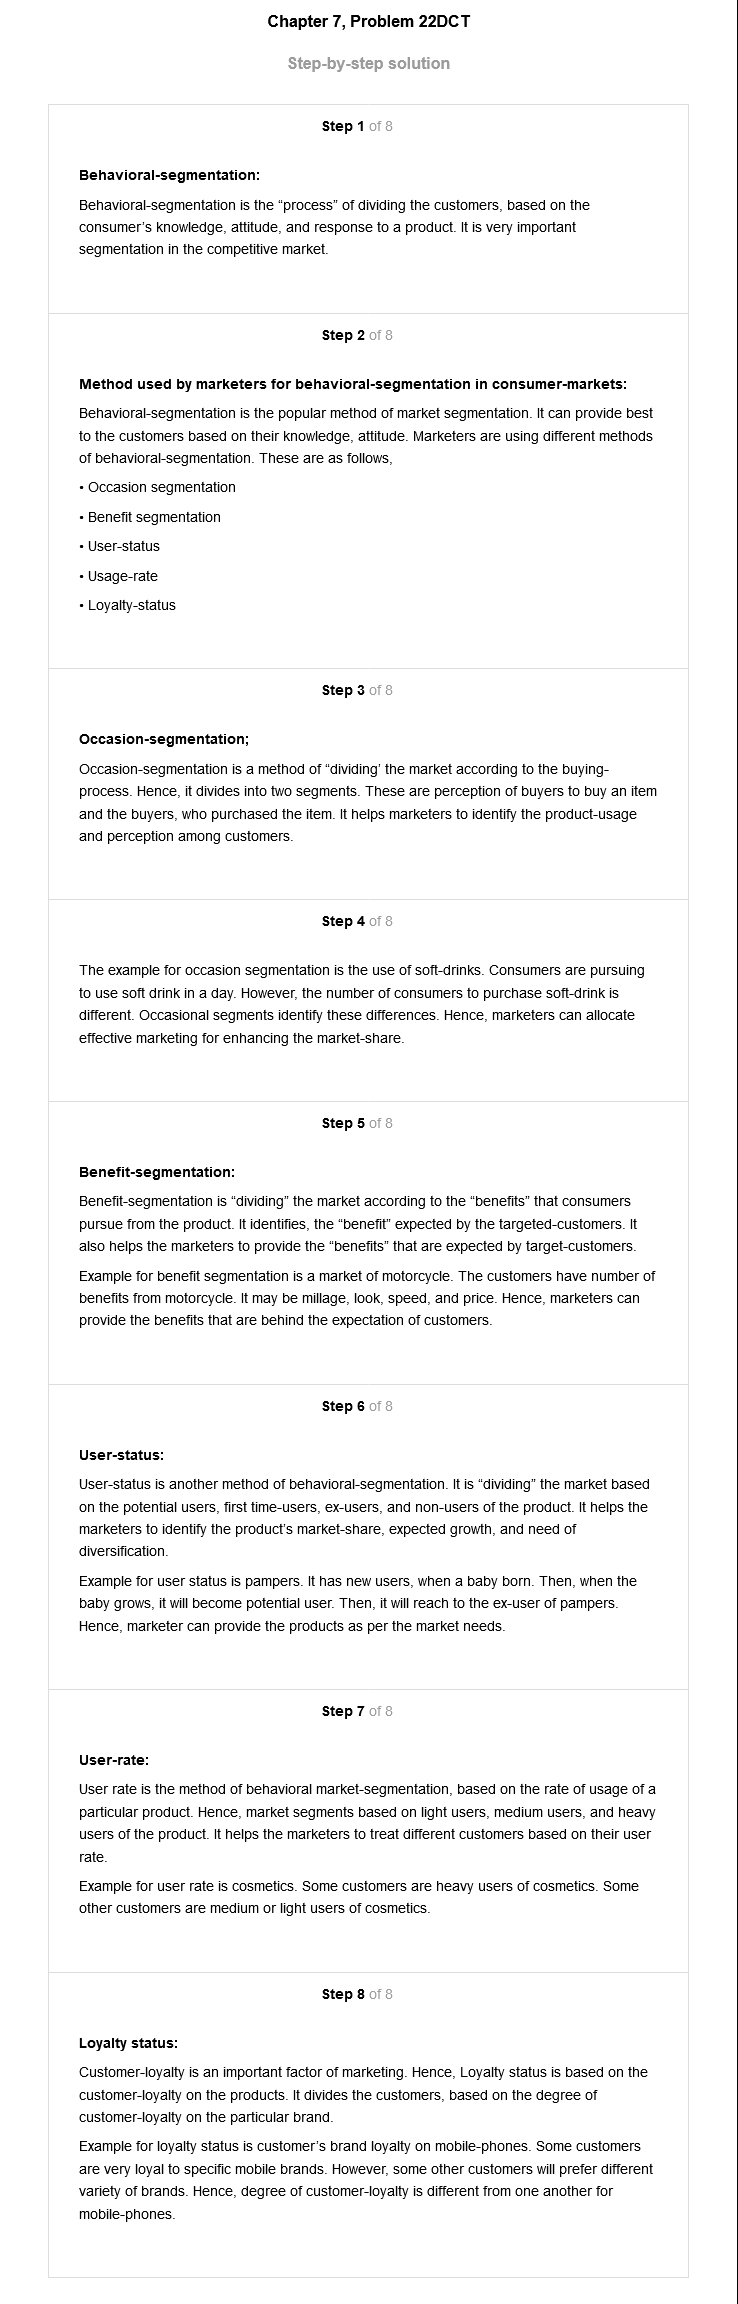 Chapter 7, Problem 22DCT
Step-by-step solution
Step 1 of 8
Behavioral-segmentation:
Behavioral-segmentation is the “process” of dividing the customers, based on the
consumer’s knowledge, attitude, and response to a product. It is very important
segmentation in the competitive market.
Step 2 of 8
Method used by marketers for behavioral-segmentation in consumer-markets:
Behavioral-segmentation is the popular method of market segmentation. It can provide best
to the customers based on their knowledge, attitude. Marketers are using different methods
of behavioral-segmentation. These are as follows,
• Occasion segmentation
• Benefit segmentation
• User-status
• Usage-rate
• Loyalty-status
Step 3 of 8
Occasion-segmentation;
Occasion-segmentation is a method of “dividing’ the market according to the buying-
process. Hence, it divides into two segments. These are perception of buyers to buy an item
and the buyers, who purchased the item. It helps marketers to identify the product-usage
and perception among customers.
Step 4 of 8
The example for occasion segmentation is the use of soft-drinks. Consumers are pursuing
to use soft drink in a day. However, the number of consumers to purchase soft-drink is
different. Occasional segments identify these differences. Hence, marketers can allocate
effective marketing for enhancing the market-share.
Step 5 of 8
Benefit-segmentation:
Benefit-segmentation is “dividing” the market according to the “benefits” that consumers
pursue from the product. It identifies, the “benefit” expected by the targeted-customers. It
also helps the marketers to provide the “benefits” that are expected by target-customers.
Example for benefit segmentation is a market of motorcycle. The customers have number of
benefits from motorcycle. It may be millage, look, speed, and price. Hence, marketers can
provide the benefits that are behind the expectation of customers.
Step 6 of 8
User-status:
User-status is another method of behavioral-segmentation. It is “dividing” the market based
on the potential users, first time-users, ex-users, and non-users of the product. It helps the
marketers to identify the product’s market-share, expected growth, and need of
diversification.
Example for user status is pampers. It has new users, when a baby born. Then, when the
baby grows, it will become potential user. Then, it will reach to the ex-user of pampers.
Hence, marketer can provide the products as per the market needs.
Step 7 of 8
User-rate:
User rate is the method of behavioral market-segmentation, based on the rate of usage of a
particular product. Hence, market segments based on light users, medium users, and heavy
users of the product. It helps the marketers to treat different customers based on their user
rate.
Example for user rate is cosmetics. Some customers are heavy users of cosmetics. Some
other customers are medium or light users of cosmetics.
Step 8 of 8
Loyalty status:
Customer-loyalty is an important factor of marketing. Hence, Loyalty status is based on the
customer-loyalty on the products. It divides the customers, based on the degree of
customer-loyalty on the particular brand.
Example for loyalty status is customer’s brand loyalty on mobile-phones. Some customers
are very loyal to specific mobile brands. However, some other customers will prefer different
variety of brands. Hence, degree of customer-loyalty is different from one another for
mobile-phones.